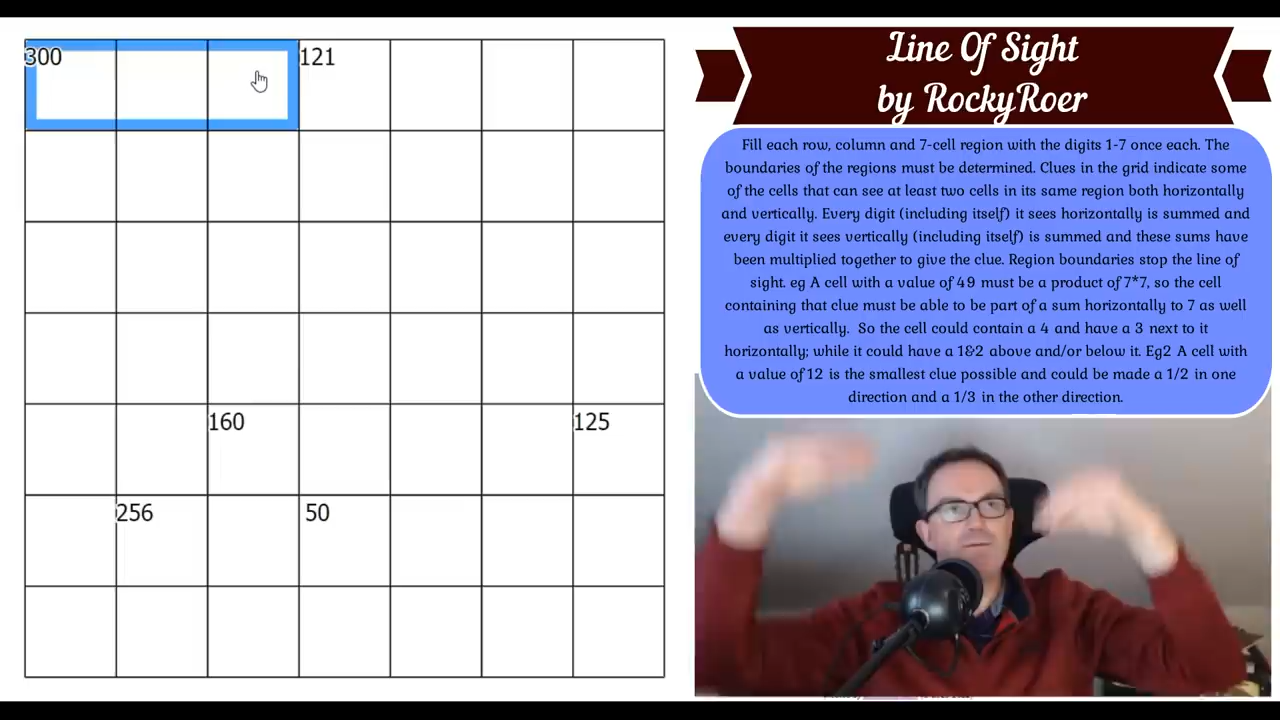 300
121
160
125
256
50
Line Of Sight
by RockyRoer
Fill each row, column and 7-cell region with the digits 1-7 once each. The
boundaries of the regions must be determined. Clues in the grid indicate some
of the cells that can see at least two cells in its same region both horizontally
and vertically. Every digit (including itself) it sees horizontally is summed and
every digit it sees vertically (including itself) is summed and these sums have
been multiplied together to give the clue. Region boundaries stop the line of
sight. eg A cell with a value of 49 must be a product of 7*7, so the cell
containing that clue must be able to be part of a sum horizontally to 7 as well
as vertically. So the cell could contain a 4 and have a 3 next to it
horizontally; while it could have a 1&2 above and/or below it. Eg2 A cell with
a value of 12 is the smallest clue possible and could be made a 1/2 in one
direction and a 1/3 in the other direction.